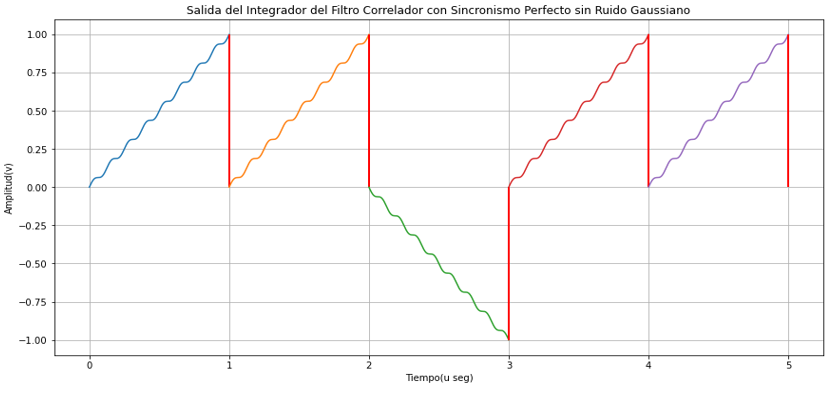 Salida del Integrador del Filtro Correlador con Sincronismo Perfecto sin Ruido Gaussiano
1.00
0.75
0.50
0.25
0.00
−0.25
−0.50
−0.75
−1.00
Amplitud(v)
0 1 2 3 4 5
Tiempo(u seg)